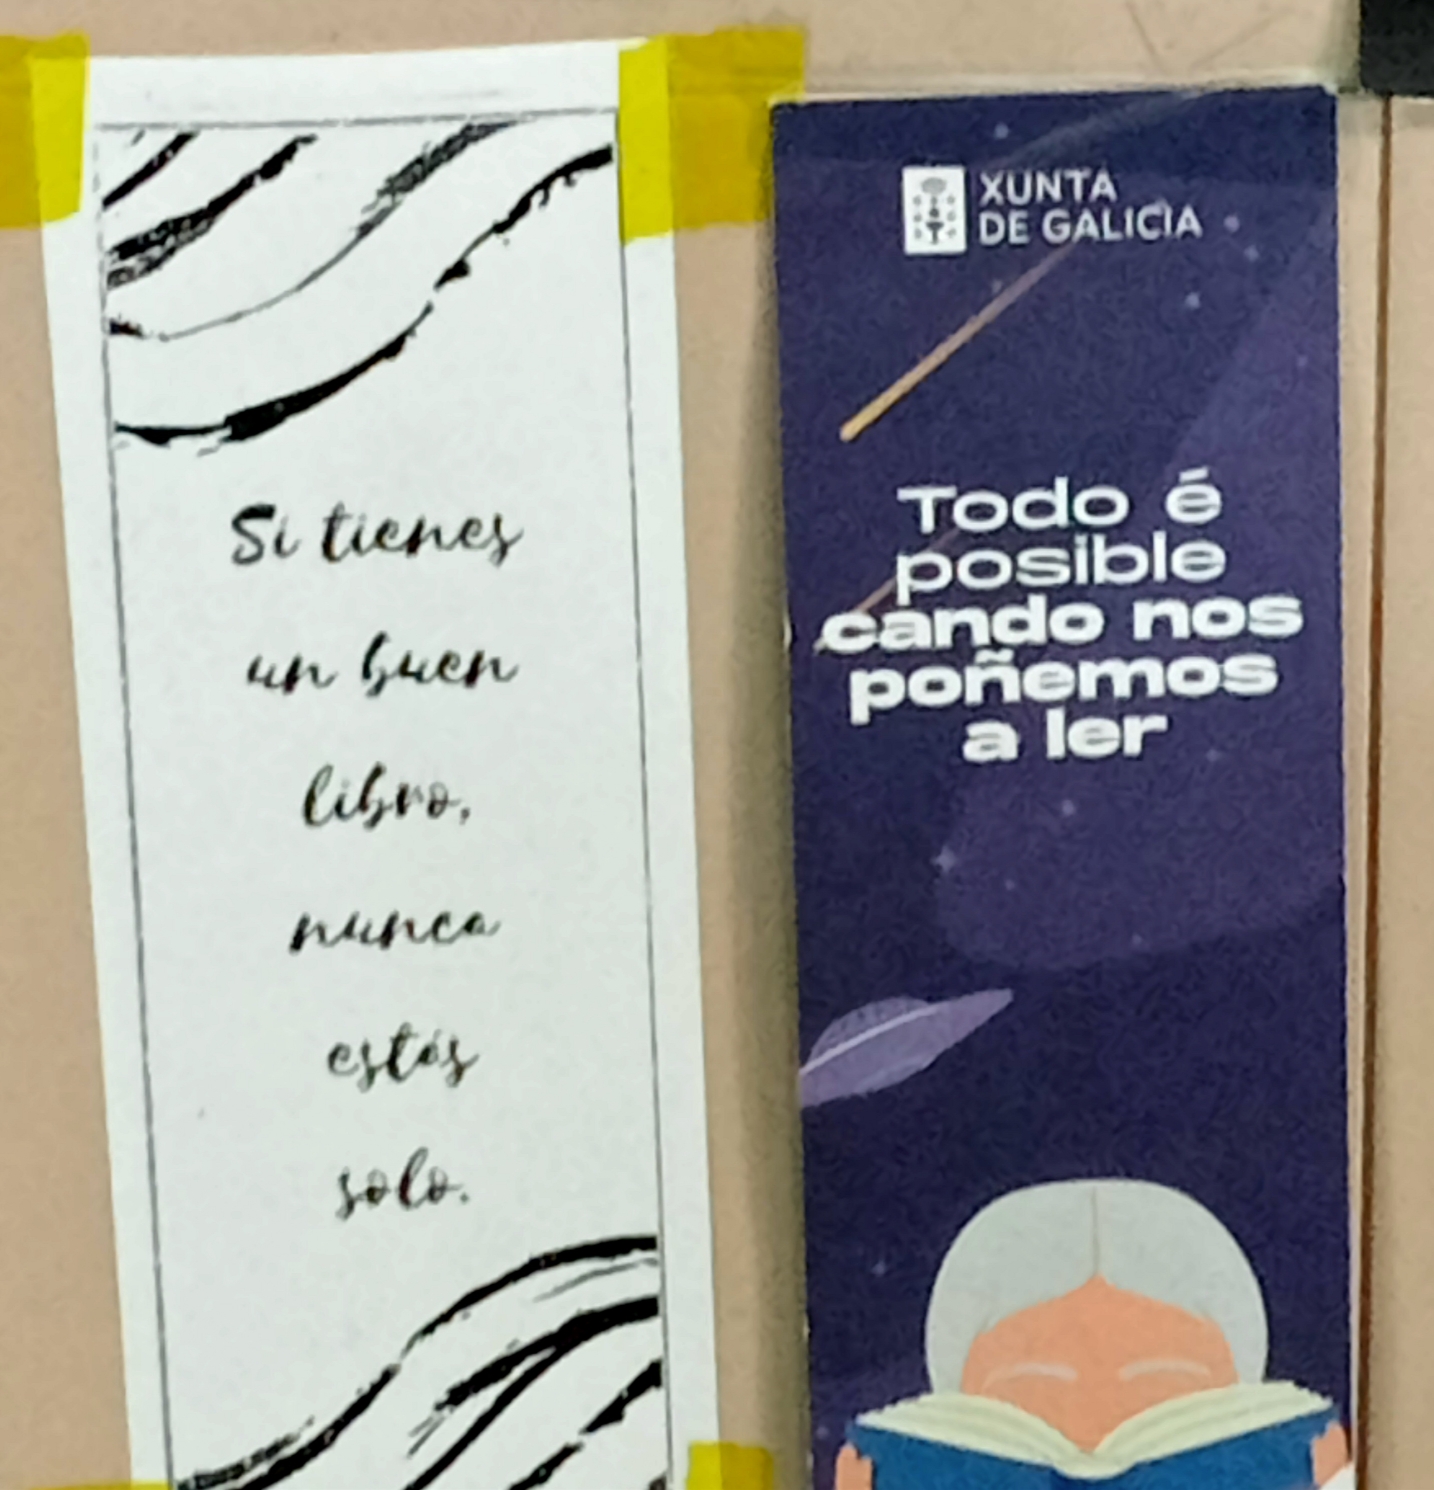 Si tienes
un buen
libro,
nunca
estás
solo.
XUNTA
DE GALICIA
Todo é
posible
cando nos
poñemos
a ler